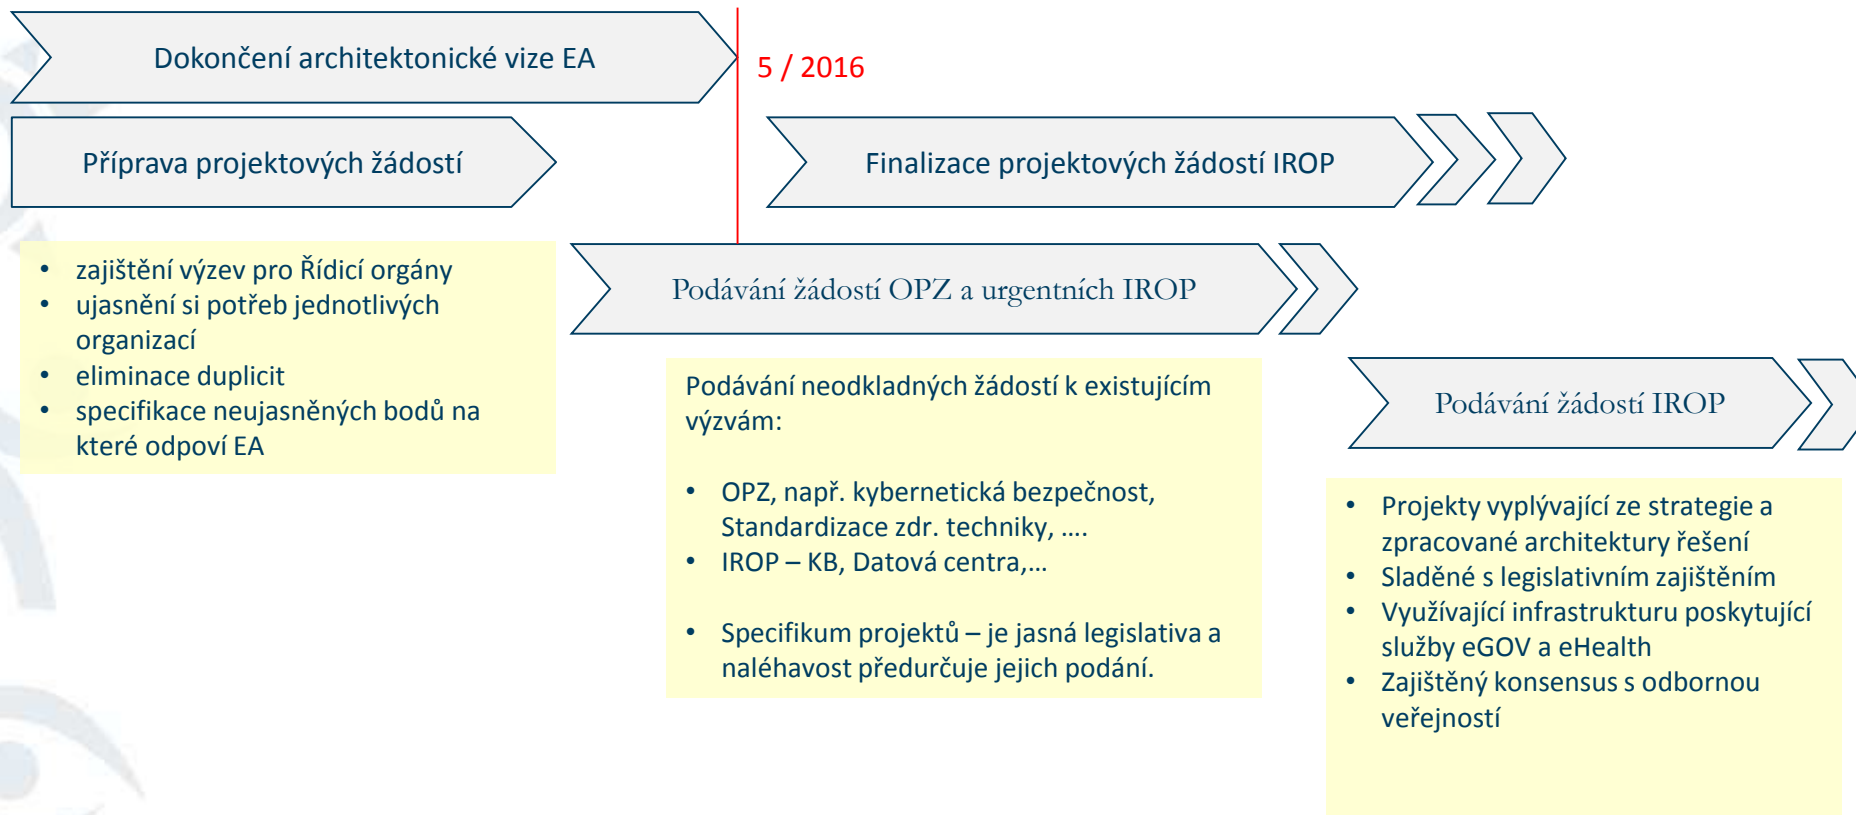 Dokončení architektonické vize EA
5 / 2016
Příprava projektových žádostí
Finalizace projektových žádostí IROP
• zajištění výzev pro Řídicí orgány
• ujasnění si potřeb jednotlivých
organizací
• eliminace duplicit
• specifikace neujasněných bodů na
které odpoví EA
Podávání žádostí OPZ a urgentních IROP
Podávání neodkladných žádostí k existujícím
výzvám:
• OPZ, např. kybernetická bezpečnost,
Standardizace zdr. techniky, ....
• IROP – KB, Datová centra,...
• Specifikum projektů – je jasná legislativa a
naléhavost předurčuje jejich podání.
Podávání žádostí IROP
• Projekty vyplývající ze strategie a
zpracované architektury řešení
• Sladěné s legislativním zajištěním
• Využívající infrastrukturu poskytující
služby eGOV a eHealth
• Zajištěný konsensus s odbornou
veřejností